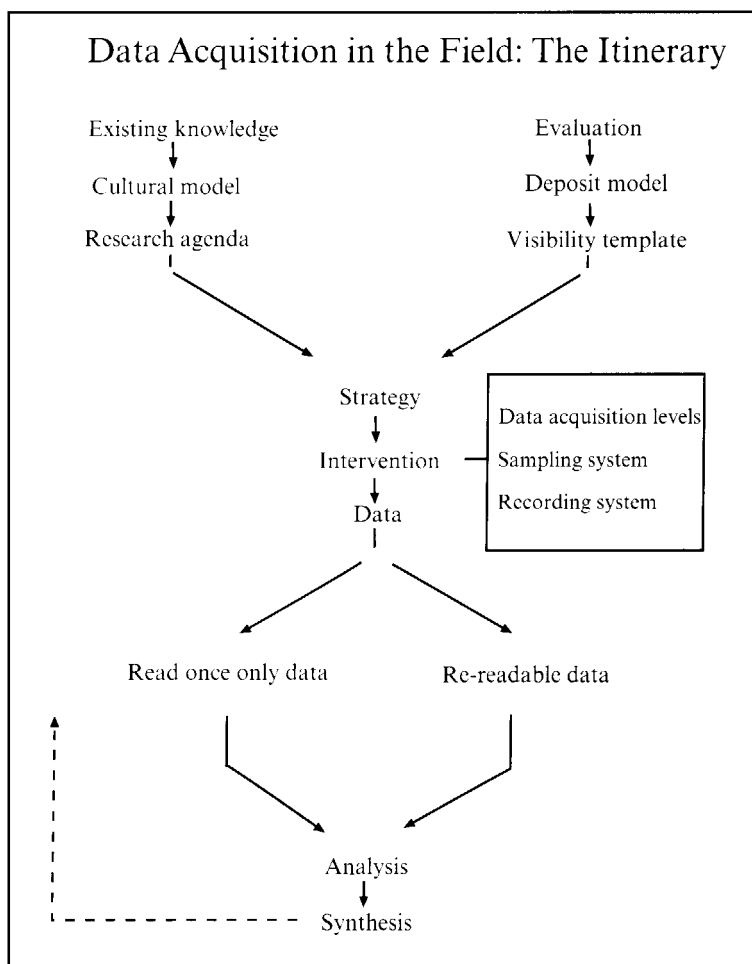 Data Acquisition in the Field: The Itinerary
Existing knowledge
Cultural model
Research agenda
Evaluation
Deposit model
Visibility template
Strategy
Intervention
Data
Data acquisition levels
Sampling system
Recording system
Read once only data
Re-readable data
Analysis
Synthesis